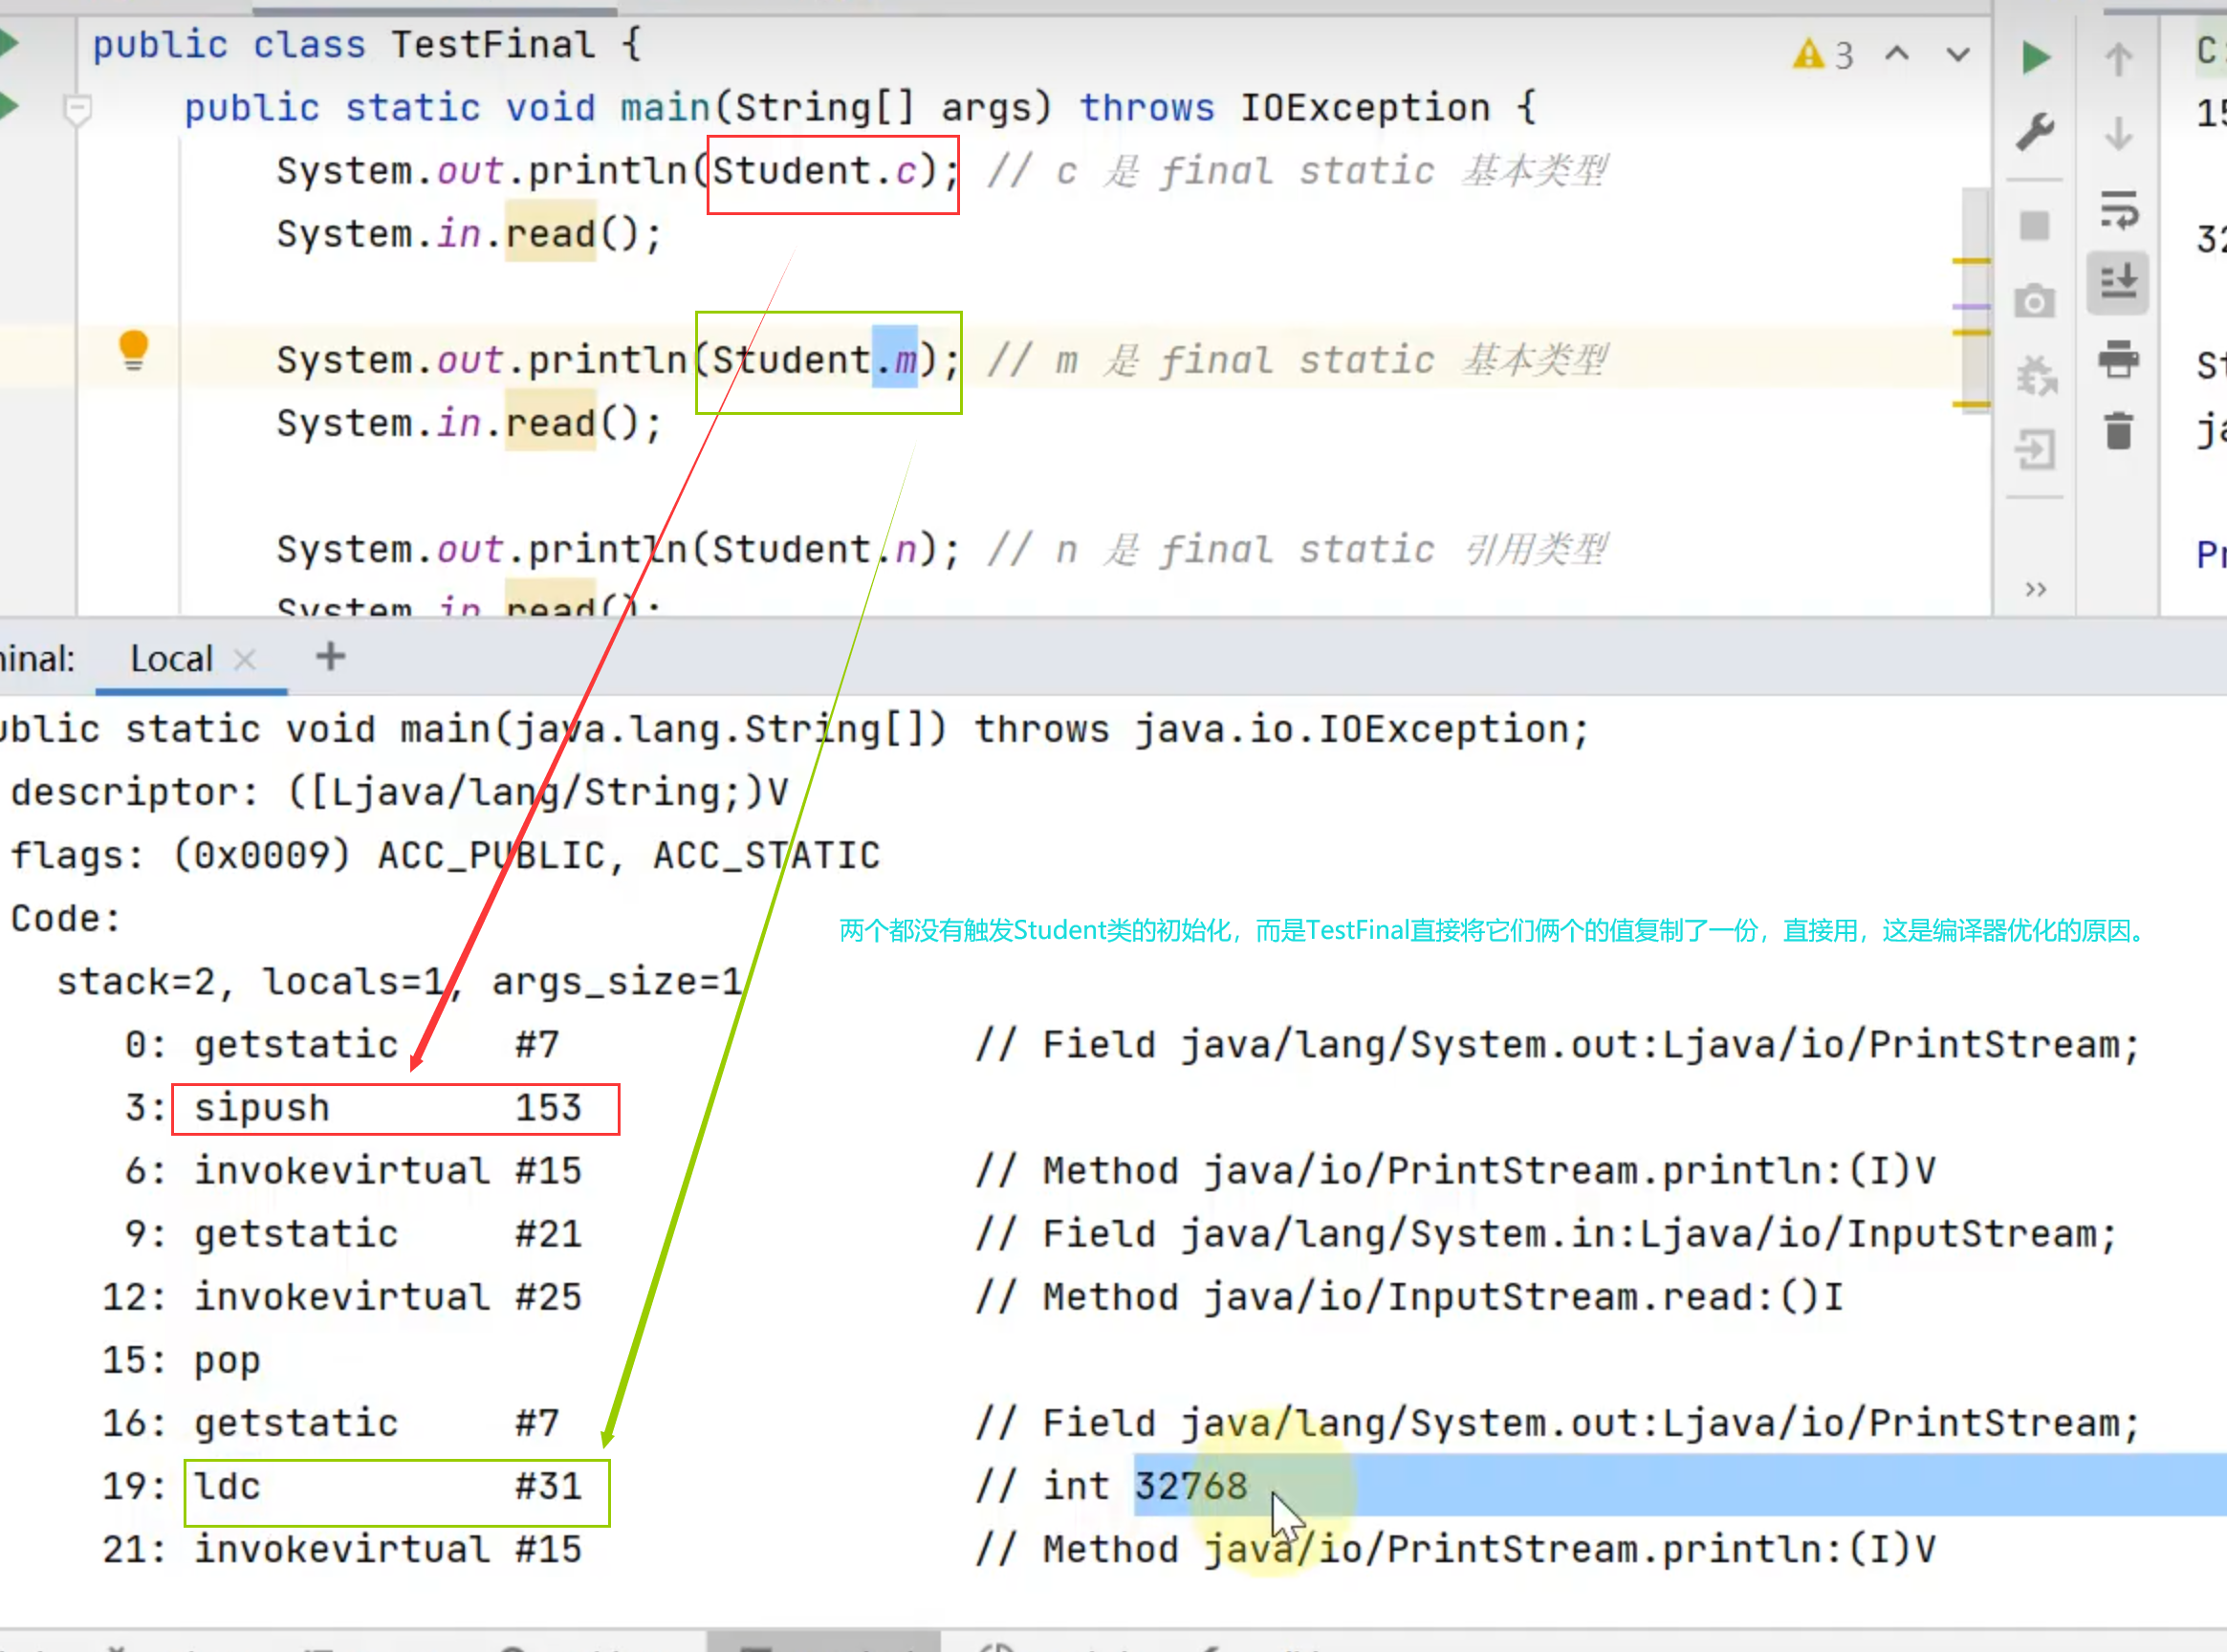 public class TestFinal {
3
public static void main(String[] args) throws IOException {
System.out.println(Student.c); // c 是 final static 基本类型
System.in.read();
System.out.println(Student.m); // m 是 final static 基本类型
System.in.read();
System.out.println(Student.n); // n 是 final static 引用类型
System.in.read();
C:
15
32
St
ja
Pr
minal: Local × +
ublic static void main(java.lang.String[]) throws java.io.IOException;
descriptor: ([Ljava/lang/String;)V
flags: (0x0009) ACC_PUBLIC, ACC_STATIC
Code:
两个都没有触发Student类的初始化，而是TestFinal直接将它们俩个的值复制了一份，直接用，这是编译器优化的原因。
stack=2, locals=1, args_size=1
0: getstatic #7 // Field java/lang/System.out:Ljava/io/PrintStream;
3: sipush 153
6: invokevirtual #15 // Method java/io/PrintStream.println:(I)V
9: getstatic #21 // Field java/lang/System.in:Ljava/io/InputStream;
12: invokevirtual #25 // Method java/io/InputStream.read:()I
15: pop
16: getstatic #7 // Field java/lang/System.out:Ljava/io/PrintStream;
19: ldc #31 // int 32768
21: invokevirtual #15 // Method java/io/PrintStream.println:(I)V